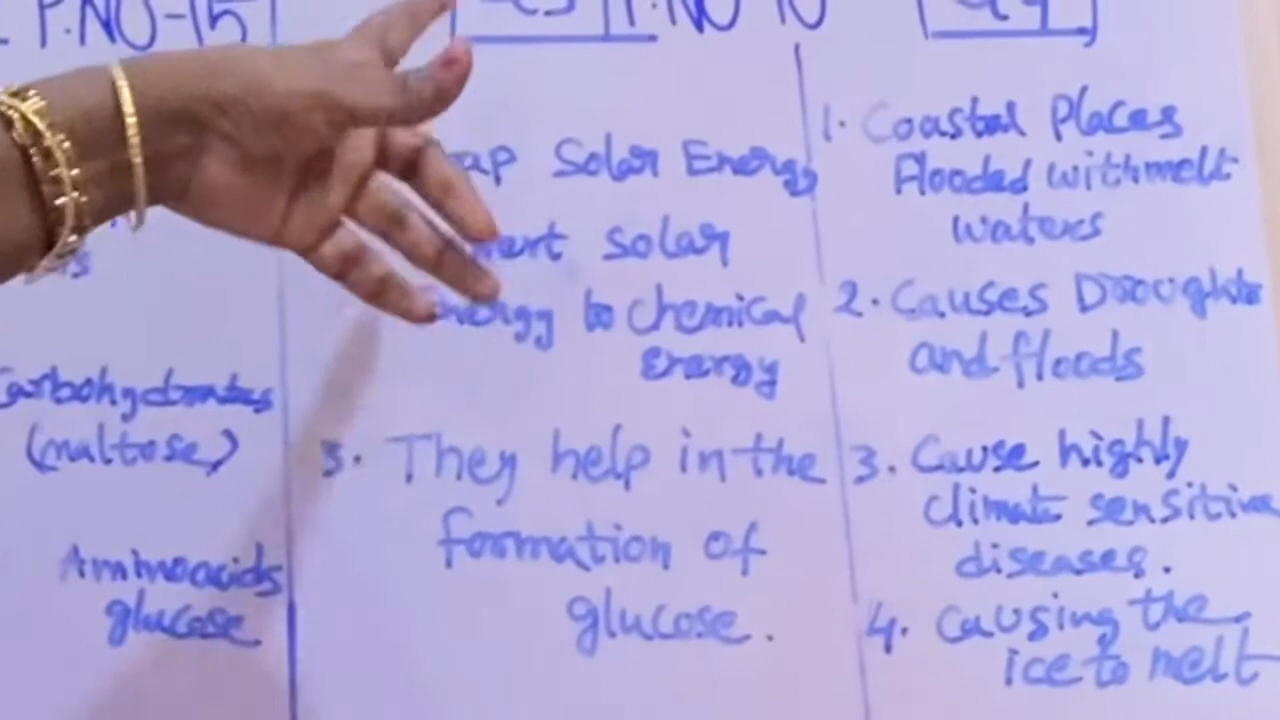 P.NO-15
P.NO
Solar Energy
solar
to chemical
Energy
3. They help in the
formation of
glucose.
Carbohydrates
(maltose)
Aminoacids
glucose
1. Coastal Places
flooded with melt
waters
2. Causes Droughts
and floods
3. Cause highly
climate sensitive
diseases.
4. Causing the
ice to melt